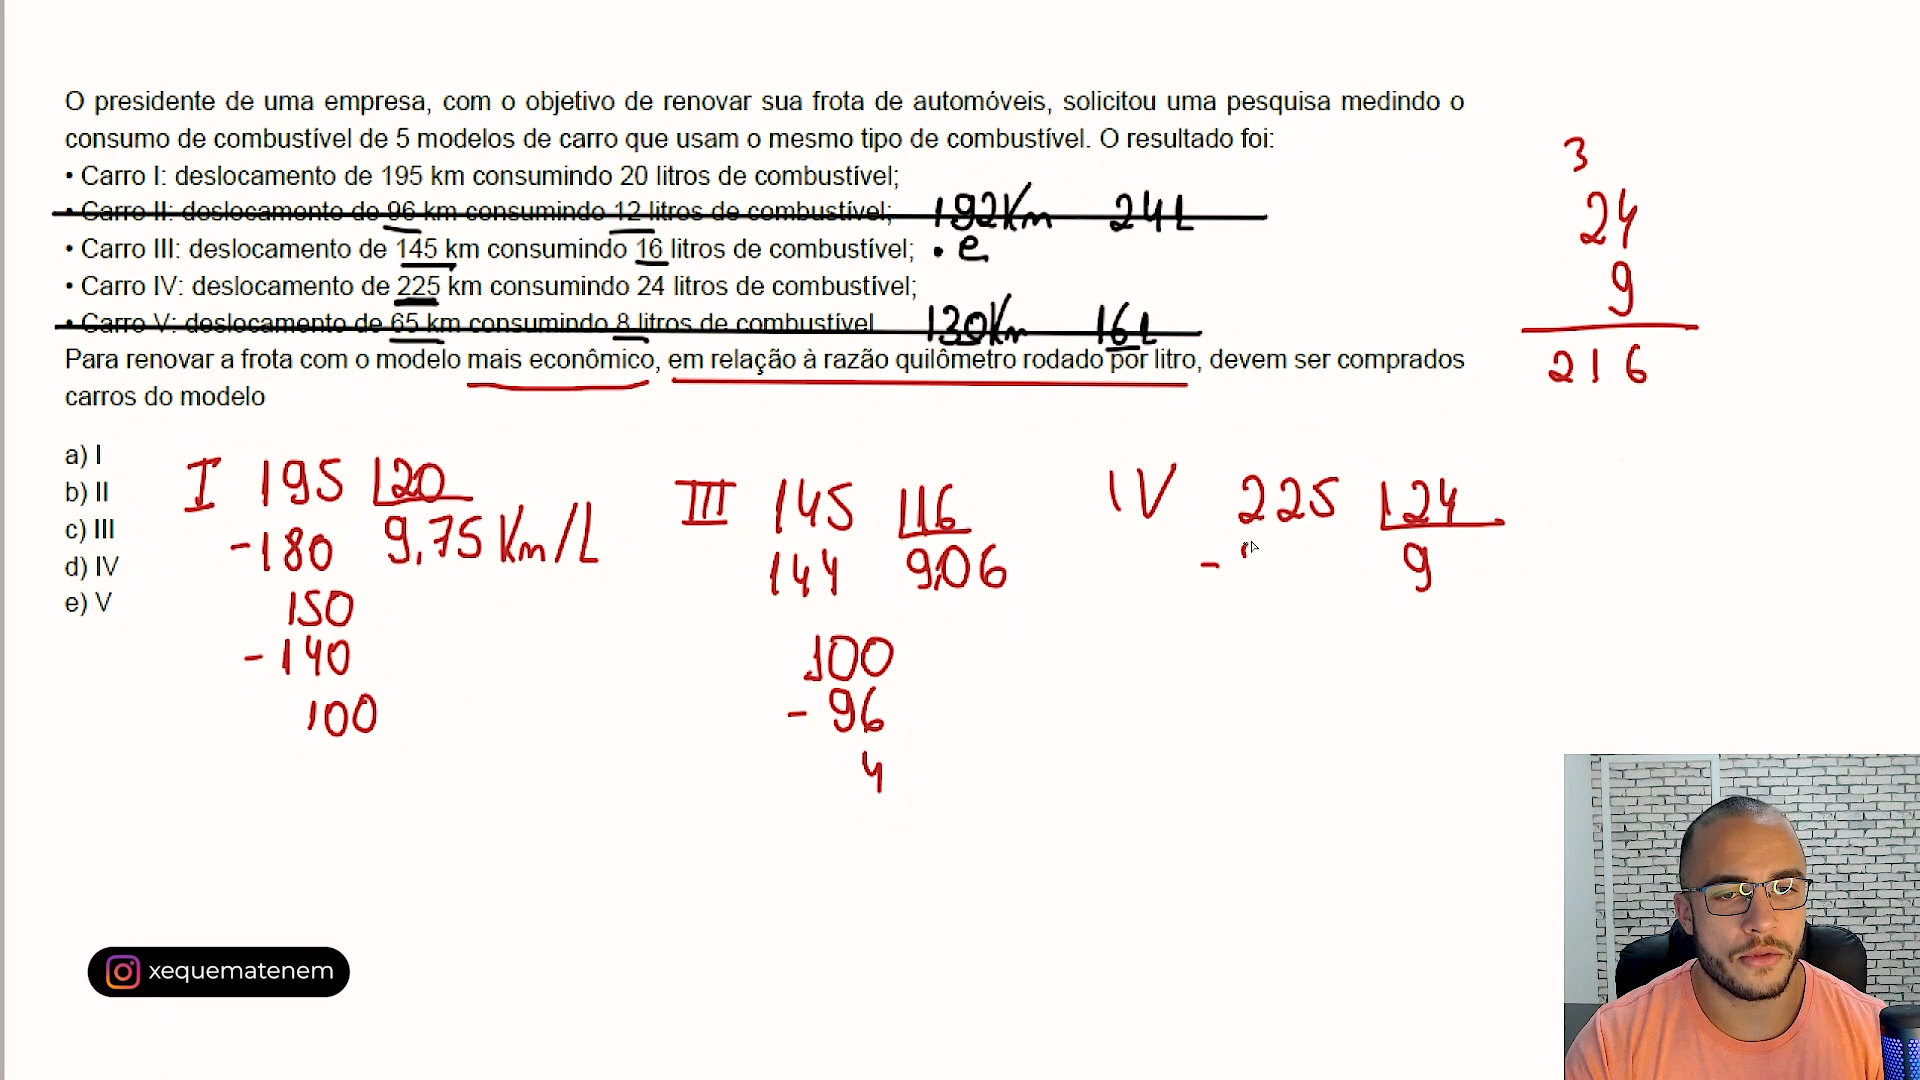 O presidente de uma empresa, com o objetivo de renovar sua frota de automóveis, solicitou uma pesquisa medindo o
consumo de combustível de 5 modelos de carro que usam o mesmo tipo de combustível. O resultado foi:
• Carro I: deslocamento de 195 km consumindo 20 litros de combustível;
• Carro II: deslocamento de 96 km consumindo 12 litros de combustível; 192Km 24L
• Carro III: deslocamento de 145 km consumindo 16 litros de combustível; • e
• Carro IV: deslocamento de 225 km consumindo 24 litros de combustível;
• Carro V: deslocamento de 65 km consumindo 8 litros de combustível 130Km 16L
Para renovar a frota com o modelo mais econômico, em relação à razão quilômetro rodado por litro, devem ser comprados
carros do modelo
3
24
9
216
a) I
b) II
c) III
d) IV
e) V
I 195 20
-180 9,75 Km/L
150
-140
100
III 145 16
144 9,06
100
- 96
4
IV 225 24
- 9
xequematenem